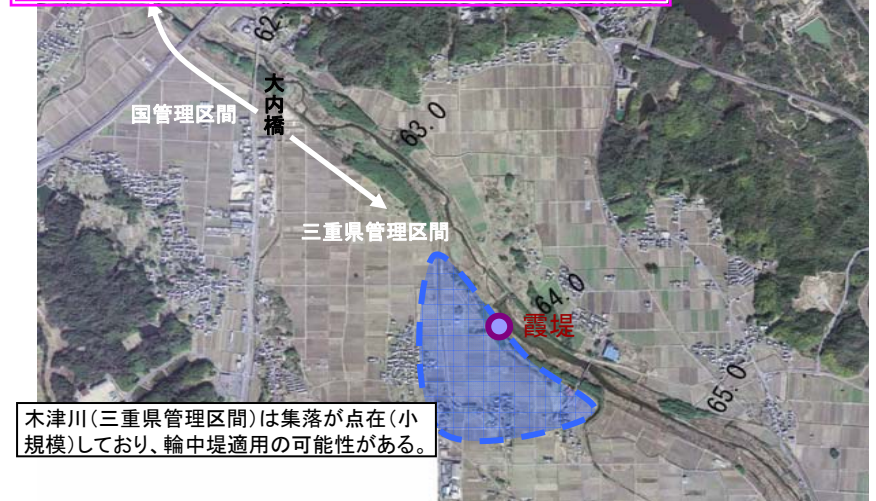 62.
大内橋
国管理区間
63.0
三重県管理区間
64.0
霞堤
65.0
木津川(三重県管理区間)は集落が点在(小
規模)しており、輪中堤適用の可能性がある。